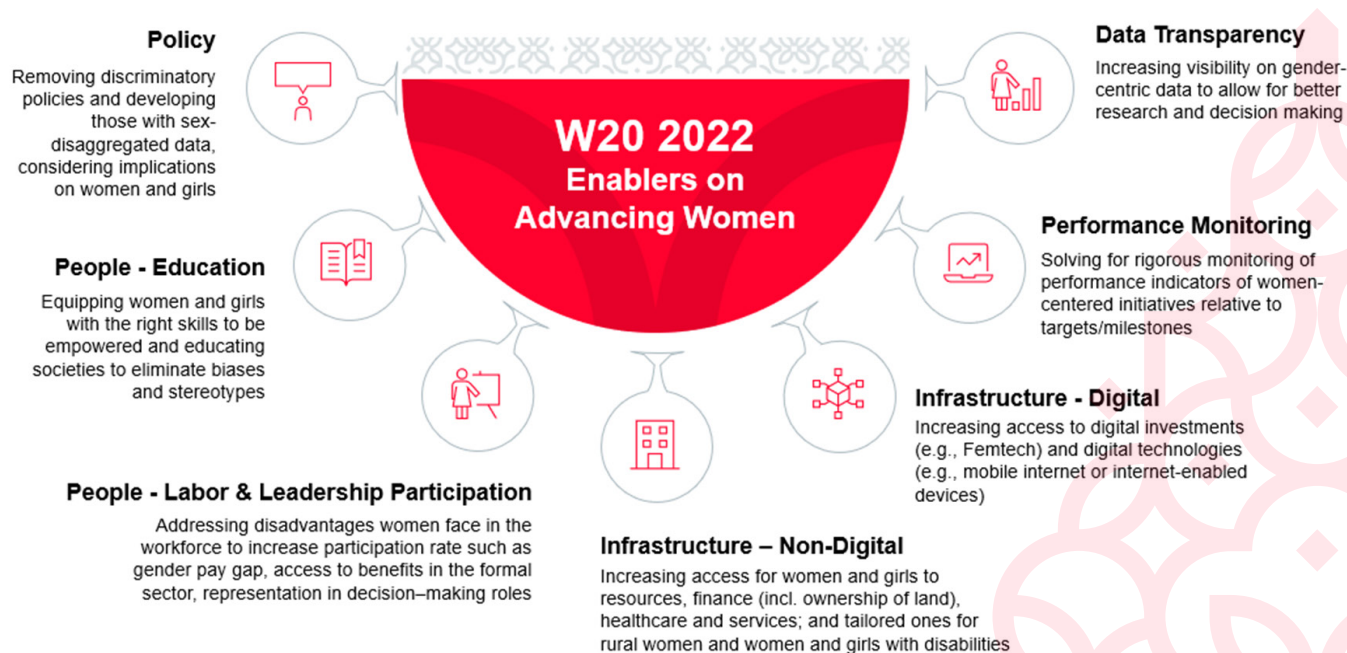 Policy
Removing discriminatory
policies and developing
those with sex-
disaggregated data,
considering implications
on women and girls
People - Education
Equipping women and girls
with the right skills to be
empowered and educating
societies to eliminate biases
and stereotypes
People - Labor & Leadership Participation
Addressing disadvantages women face in the
workforce to increase participation rate such as
gender pay gap, access to benefits in the formal
sector, representation in decision–making roles
W20 2022
Enablers on
Advancing Women
Infrastructure – Non-Digital
Increasing access for women and girls to
resources, finance (incl. ownership of land),
healthcare and services; and tailored ones for
rural women and women and girls with disabilities
Data Transparency
Increasing visibility on gender-
centric data to allow for better
research and decision making
Performance Monitoring
Solving for rigorous monitoring of
performance indicators of women-
centered initiatives relative to
targets/milestones
Infrastructure - Digital
Increasing access to digital investments
(e.g., Femtech) and digital technologies
(e.g., mobile internet or internet-enabled
devices)